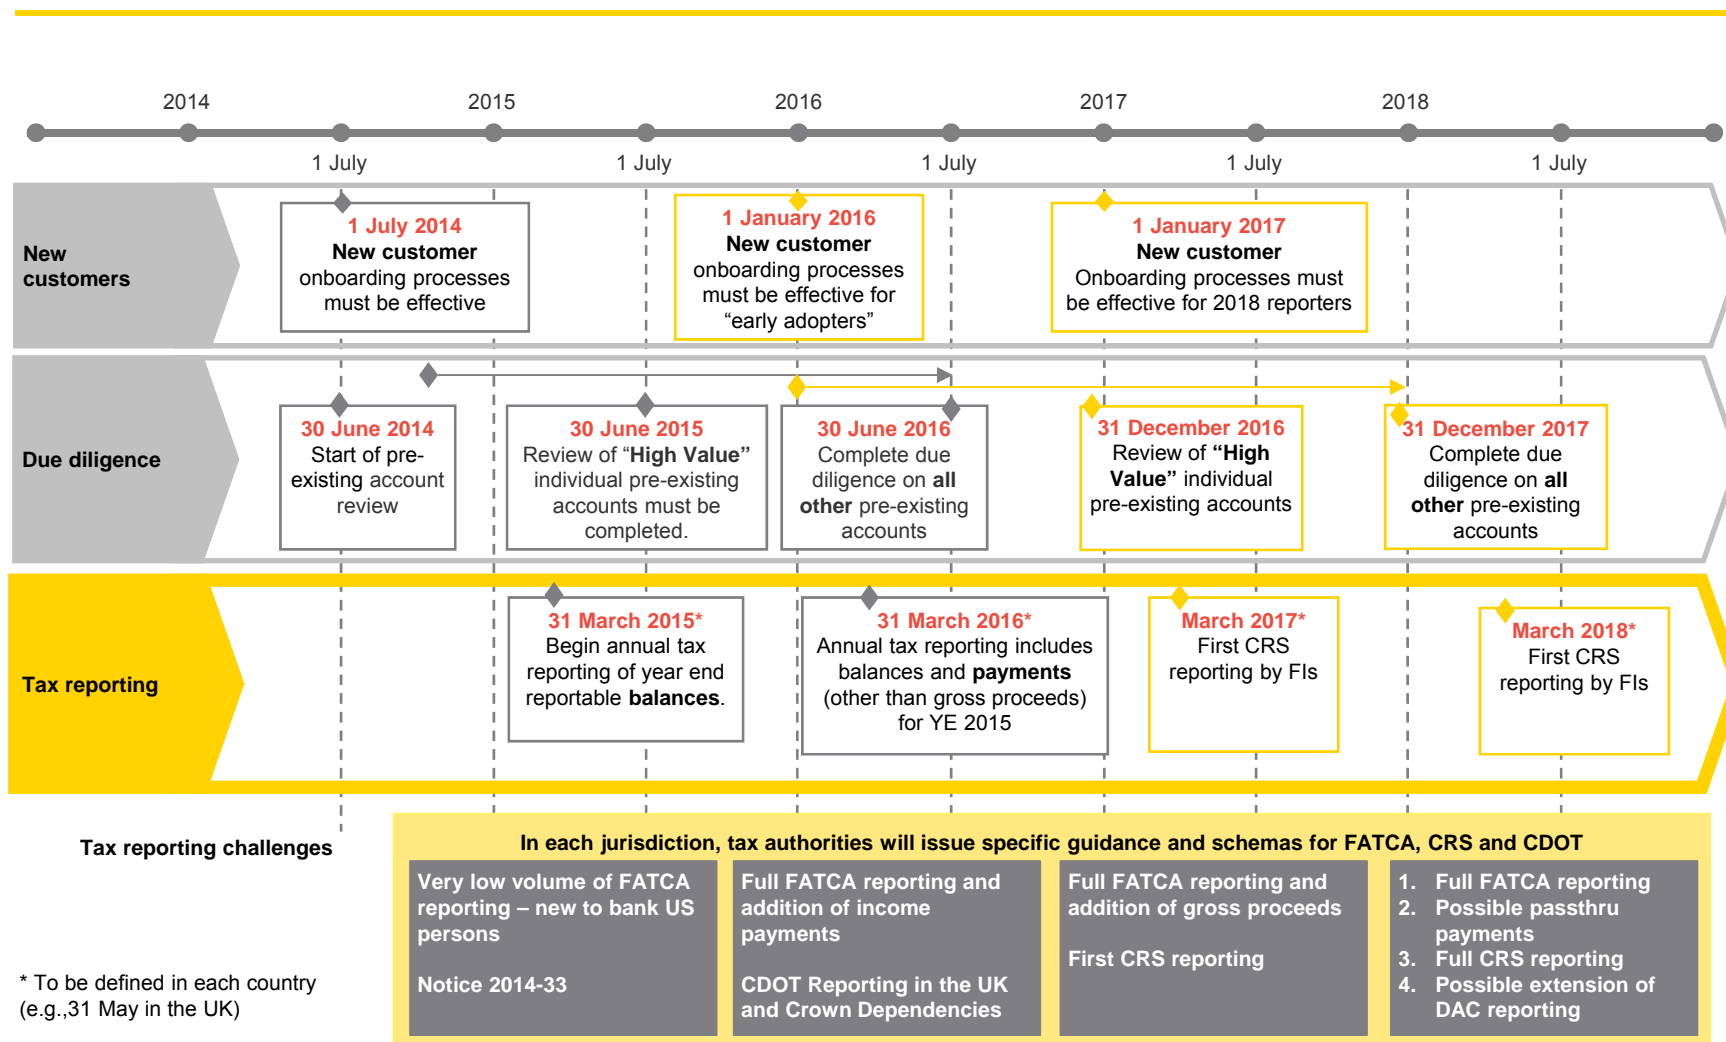 2014
2015
2016
2017
2018
1 July
1 July
1 July
1 July
1 July
New
customers
1 July 2014
New customer
onboarding processes
must be effective
1 January 2016
New customer
onboarding processes
must be effective for
“early adopters”
1 January 2017
New customer
Onboarding processes must
be effective for 2018 reporters
Due diligence
30 June 2014
Start of pre-
existing account
review
30 June 2015
Review of “High Value”
individual pre-existing
accounts must be
completed.
30 June 2016
Complete due
diligence on all
other pre-existing
accounts
31 December 2016
Review of “High
Value” individual
pre-existing accounts
31 December 2017
Complete due
diligence on all
other pre-existing
accounts
Tax reporting
31 March 2015*
Begin annual tax
reporting of year end
reportable balances.
31 March 2016*
Annual tax reporting includes
balances and payments
(other than gross proceeds)
for YE 2015
March 2017*
First CRS
reporting by FIs
March 2018*
First CRS
reporting by FIs
Tax reporting challenges
In each jurisdiction, tax authorities will issue specific guidance and schemas for FATCA, CRS and CDOT
Very low volume of FATCA
reporting – new to bank US
persons
Notice 2014-33
Full FATCA reporting and
addition of income
payments
CDOT Reporting in the UK
and Crown Dependencies
Full FATCA reporting and
addition of gross proceeds
First CRS reporting
1. Full FATCA reporting
2. Possible passthru
payments
3. Full CRS reporting
4. Possible extension of
DAC reporting
* To be defined in each country
(e.g.,31 May in the UK)